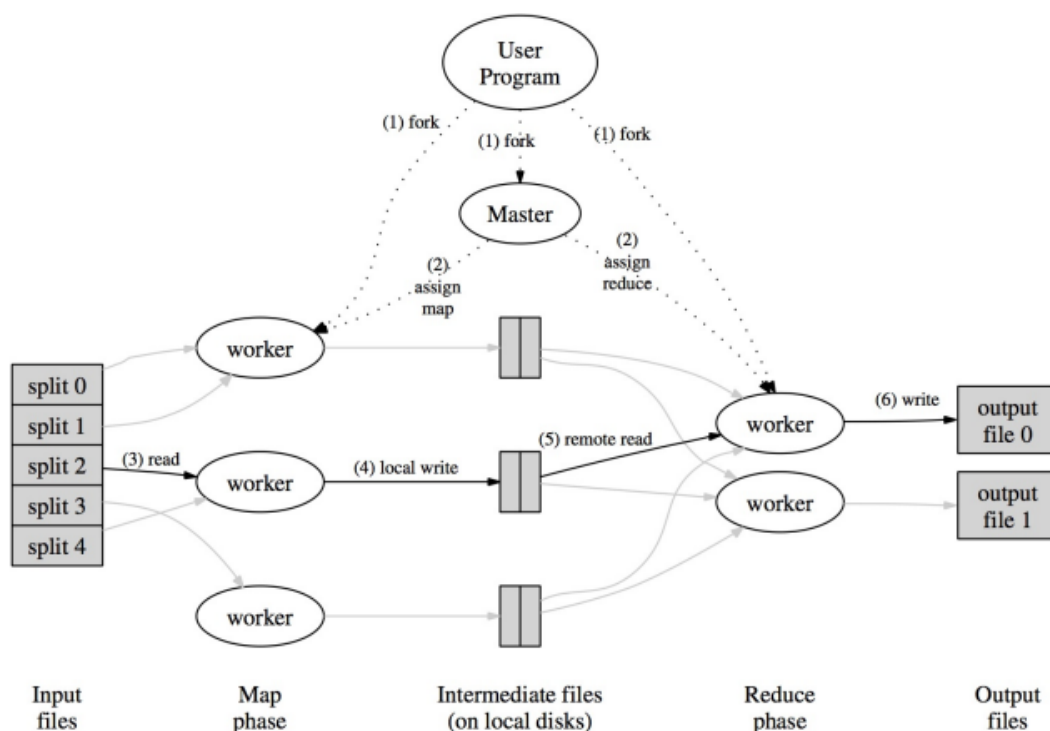 User
Program
(1) fork
(1) fork
(1) fork
Master
(2)
assign
map
(2)
assign
reduce
worker
split 0
split 1
split 2
split 3
split 4
(3) read
worker
(4) local write
worker
(5) remote read
worker
worker
(6) write
output
file 0
output
file 1
Input
files
Map
phase
Intermediate files
(on local disks)
Reduce
phase
Output
files